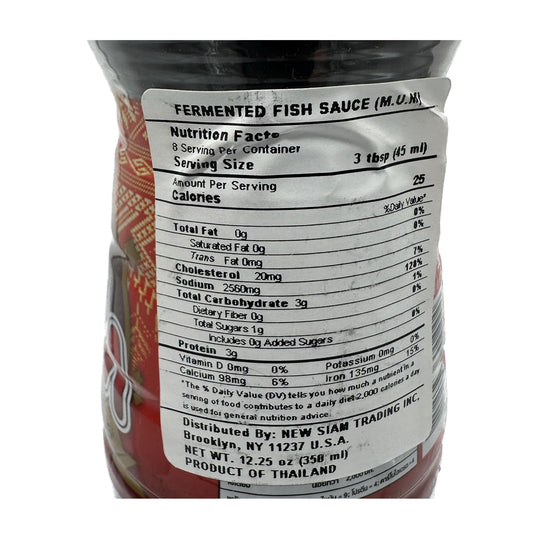 FERMENTED FISH SAUCE (M.U.N)
Nutrition Facts
8 Serving Per Container
Serving Size 3 tbsp (45 ml)
Amount Per Serving
Calories 25
%Daily Value*
Total Fat 0g 0%
Saturated Fat 0g
Trans Fat 0mg
Cholesterol 20mg 7%
Sodium 2560mg 128%
Total Carbohydrate 3g 1%
Dietary Fiber 0g 0%
Total Sugars 1g
Includes 0g Added Sugars 0%
Protein 3g
Vitamin D 0mg 0% Potassium 0mg 0%
Calcium 98mg 6% Iron 135mg 15%
*The % Daily Value (DV) tells you how much a nutrient in a
serving of food contributes to a daily diet 2,000 calories a day
is used for general nutrition advice.
Distributed By: NEW SIAM TRADING INC.
Brooklyn, NY 11237 U.S.A.
NET WT. 12.25 oz (350 ml)
PRODUCT OF THAILAND